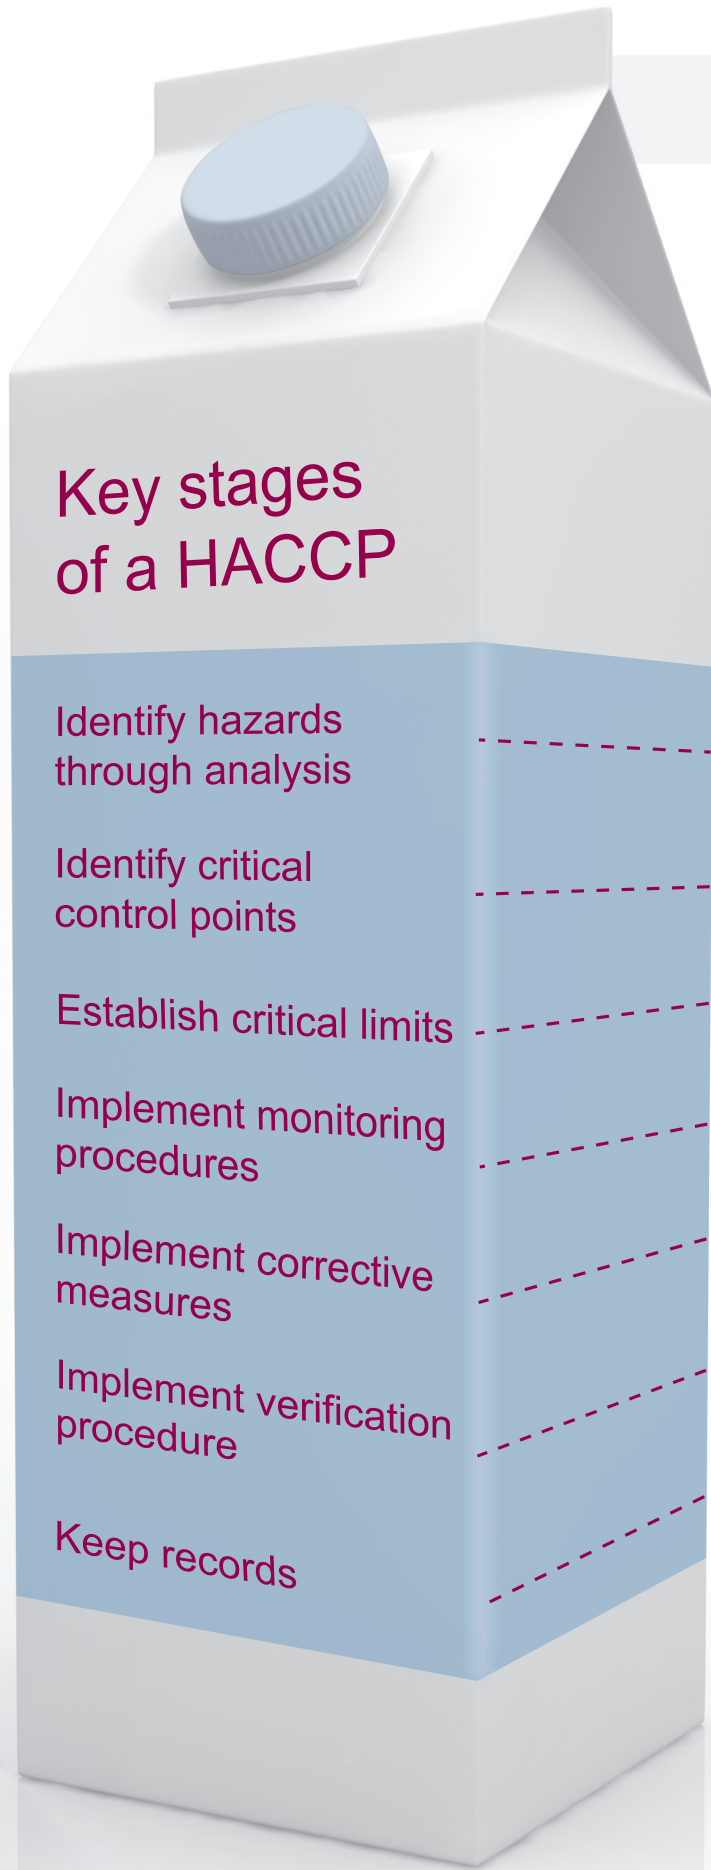 Key stages
of a HACCP
Identify hazards
through analysis
Identify critical
control points
Establish critical limits
Implement monitoring
procedures
Implement corrective
measures
Implement verification
procedure
Keep records